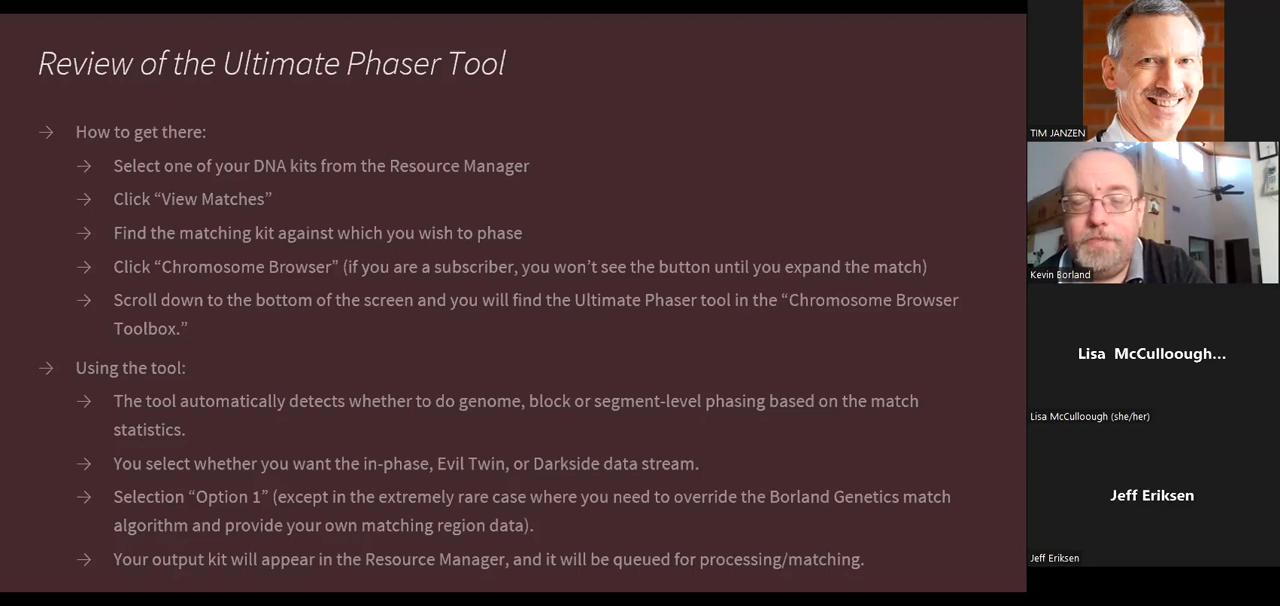 Review of the Ultimate Phaser Tool
→ How to get there:
→ Select one of your DNA kits from the Resource Manager
→ Click “View Matches”
→ Find the matching kit against which you wish to phase
→ Click “Chromosome Browser” (if you are a subscriber, you won’t see the button until you expand the match)
→ Scroll down to the bottom of the screen and you will find the Ultimate Phaser tool in the “Chromosome Browser
Toolbox.”
→ Using the tool:
→ The tool automatically detects whether to do genome, block or segment-level phasing based on the match
statistics.
→ You select whether you want the in-phase, Evil Twin, or Darkside data stream.
→ Selection “Option 1” (except in the extremely rare case where you need to override the Borland Genetics match
algorithm and provide your own matching region data).
→ Your output kit will appear in the Resource Manager, and it will be queued for processing/matching.
TIM JANZEN
Kevin Borland
Lisa McCulloough...
Lisa McCulloough (she/her)
Jeff Eriksen
Jeff Eriksen